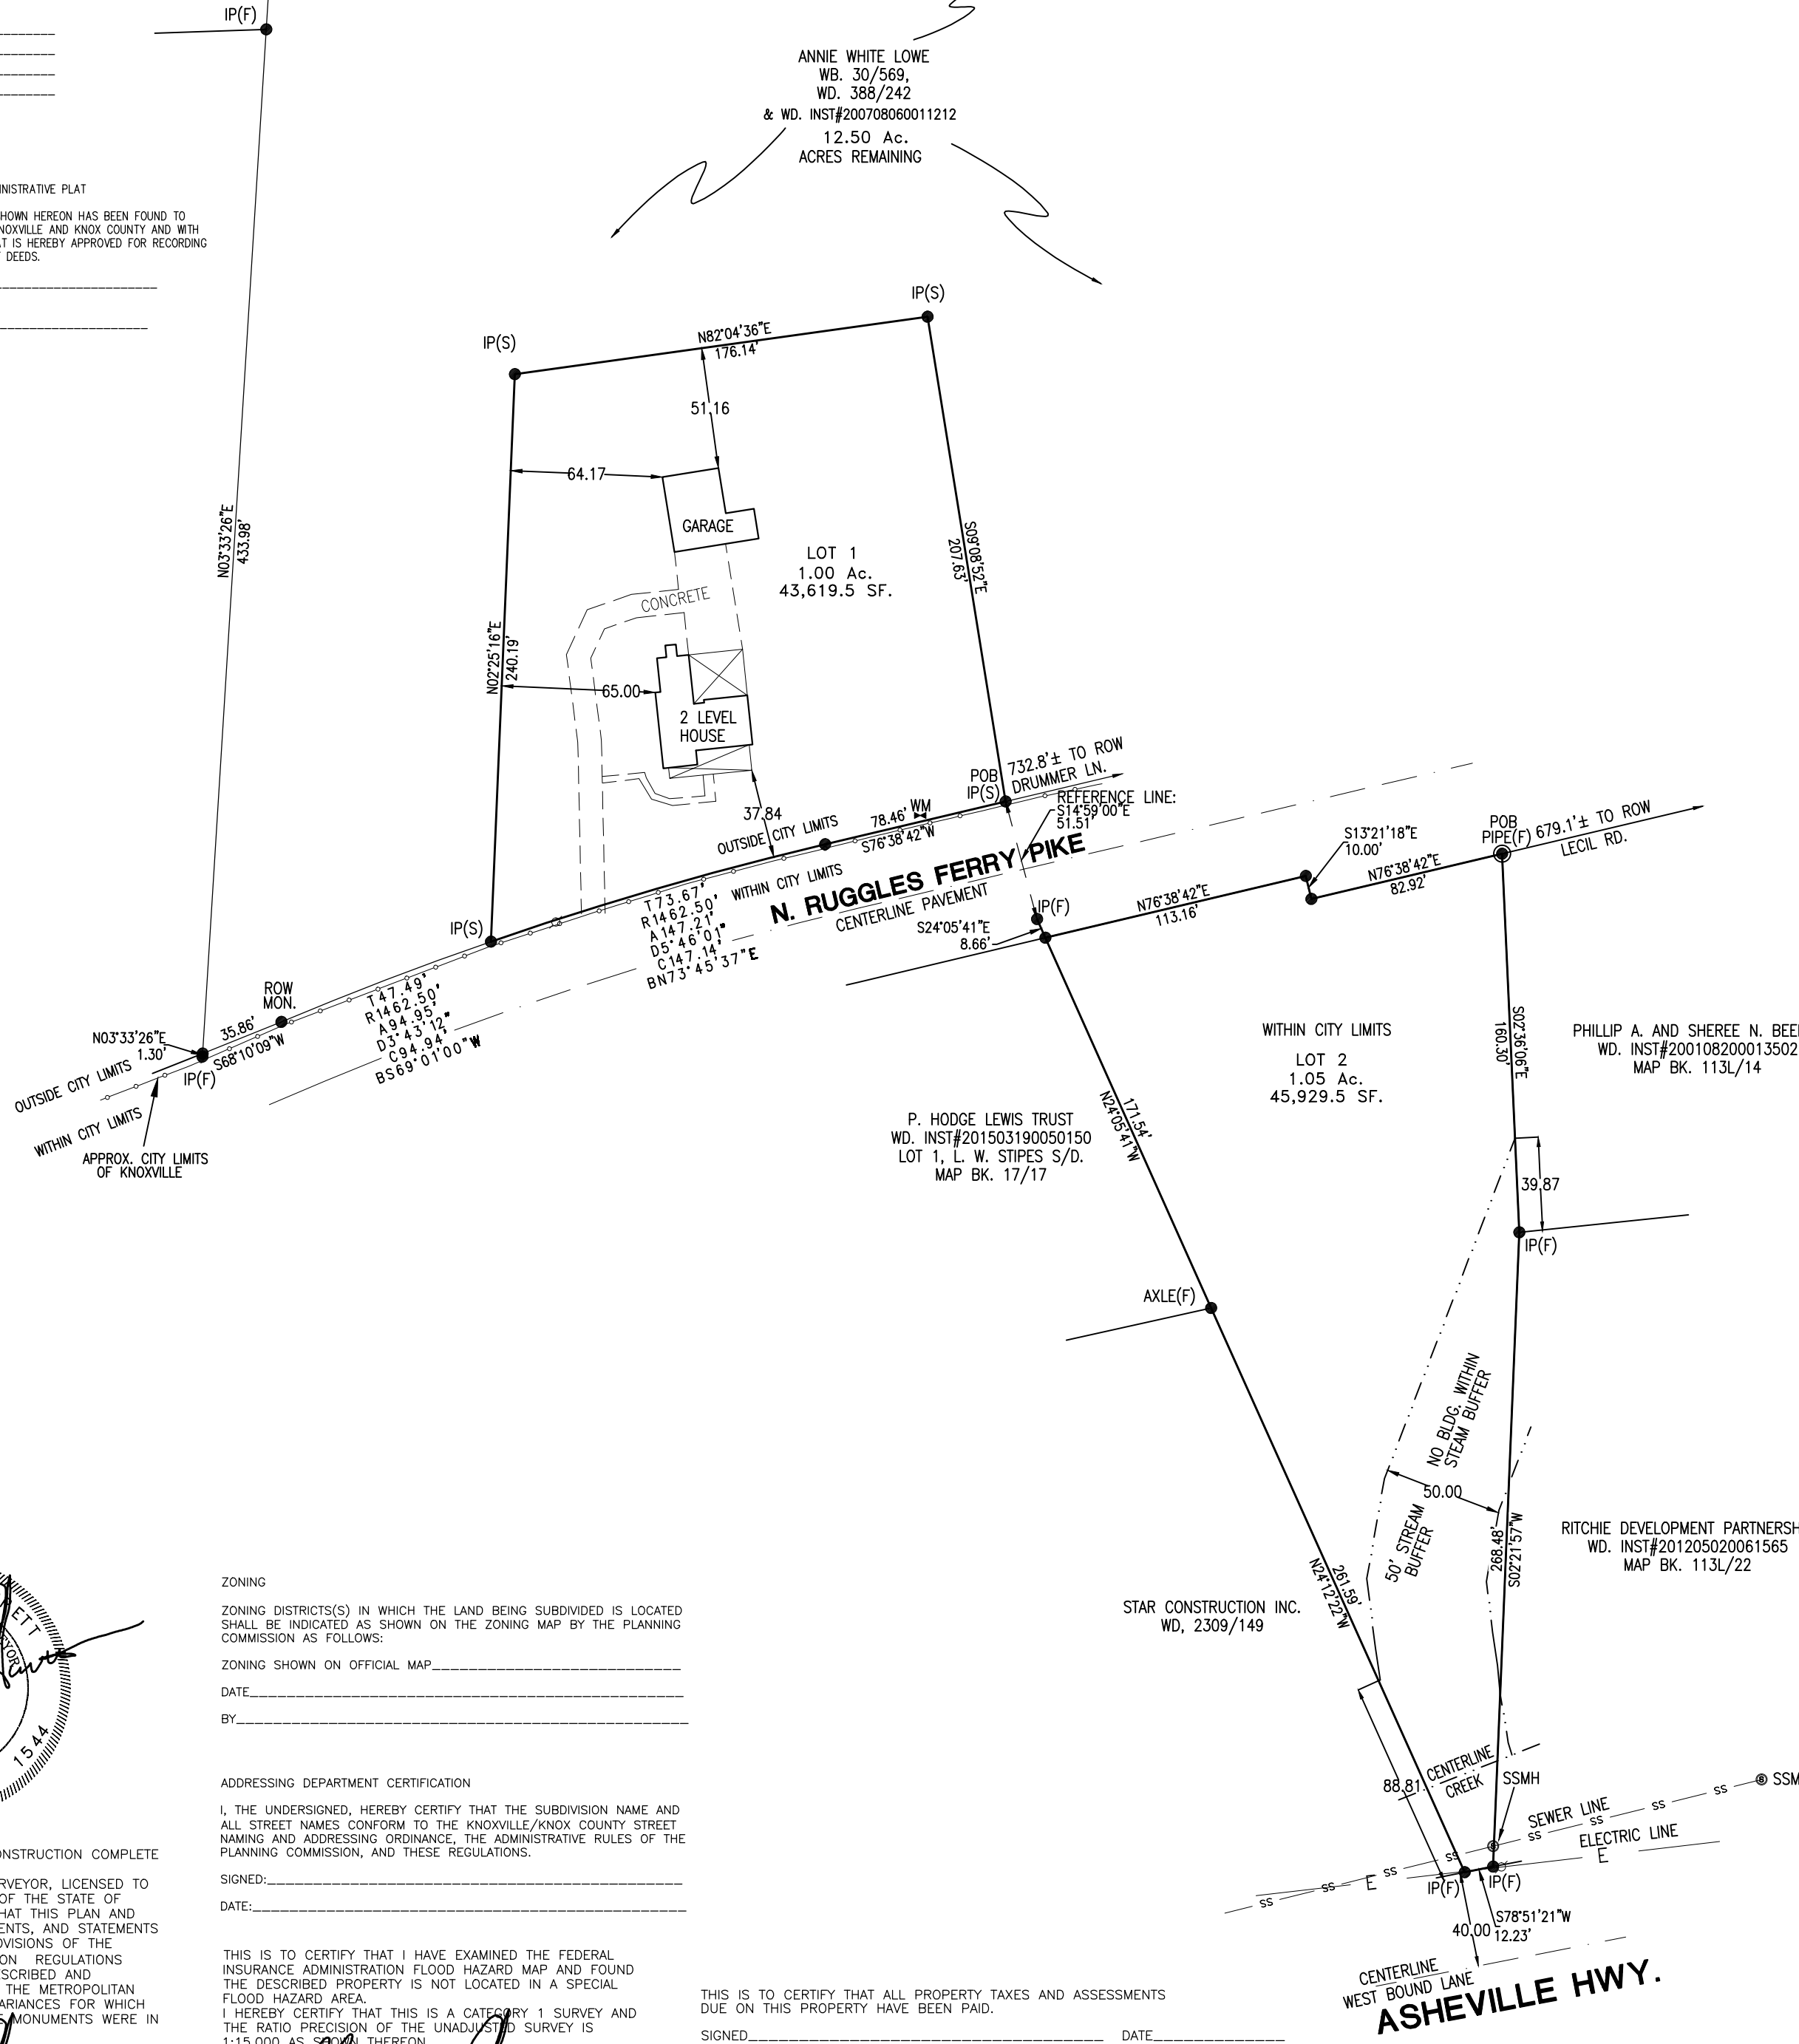 IP(F)
ANNIE WHITE LOWE
WB. 30/569,
WD. 388/242
& WD. INST#200708060011212
12.50 Ac.
ACRES REMAINING
NISTRATIVE PLAT
HOWN HEREON HAS BEEN FOUND TO
NOXVILLE AND KNOX COUNTY AND WITH
AT IS HEREBY APPROVED FOR RECORDING
DEEDS.
IP(S)
IP(S)
N82°04'36"E
176.14'
51.16
64.17
GARAGE
N03°33'26"E
433.98'
S09°08'52"E
207.63'
LOT 1
1.00 Ac.
43,619.5 SF.
CONCRETE
N02°25'16"E
240.19'
65.00
2 LEVEL
HOUSE
37.84
POB
IP(S)
732.8'± TO ROW
DRUMMER LN.
REFERENCE LINE:
S14°59'00"E
51.51'
WM
78.46'
S76°38'42"W
OUTSIDE CITY LIMITS
WITHIN CITY LIMITS
N. RUGGLES FERRY PIKE
CENTERLINE PAVEMENT
T73.67'
R1462.50'
A147.21'
D5°46'01"
C147.14'
BN73°45'37"E
IP(S)
T47.49'
R1462.50'
A94.95'
D3°43'12"
C94.94'
BS69°01'00"W
ROW
MON.
35.86'
S68°10'09"W
N03°33'26"E
1.30'
IP(F)
OUTSIDE CITY LIMITS
WITHIN CITY LIMITS
APPROX. CITY LIMITS
OF KNOXVILLE
IP(F)
S24°05'41"E
8.66'
N76°38'42"E
113.16'
S13°21'18"E
10.00'
N76°38'42"E
82.92'
POB
PIPE(F)
679.1'± TO ROW
LECIL RD.
WITHIN CITY LIMITS
LOT 2
1.05 Ac.
45,929.5 SF.
S02°36'06"E
160.30'
PHILLIP A. AND SHEREE N. BEE
WD. INST#200108200013502
MAP BK. 113L/14
P. HODGE LEWIS TRUST
WD. INST#201503190050150
LOT 1, L. W. STIPES S/D.
MAP BK. 17/17
171.54'
N24°05'41"W
39.87
IP(F)
AXLE(F)
NO BLDG. WITHIN
STEAM BUFFER
50.00
50' STREAM
BUFFER
268.48'
S02°21'57"W
RITCHIE DEVELOPMENT PARTNERSH
WD. INST#201205020061565
MAP BK. 113L/22
261.59'
N24°12'22"W
STAR CONSTRUCTION INC.
WD, 2309/149
88.81
CENTERLINE
CREEK
SSMH
SSM
SEWER LINE
ELECTRIC LINE
SS
SS
SS
SS
SS
SS
SS
E
E
IP(F)
IP(F)
S78°51'21"W
12.23'
40.00
CENTERLINE
WEST BOUND LANE
ASHEVILLE HWY.
ETT
1544
ZONING
ZONING DISTRICTS(S) IN WHICH THE LAND BEING SUBDIVIDED IS LOCATED
SHALL BE INDICATED AS SHOWN ON THE ZONING MAP BY THE PLANNING
COMMISSION AS FOLLOWS:
ZONING SHOWN ON OFFICIAL MAP
DATE
BY
ADDRESSING DEPARTMENT CERTIFICATION
I, THE UNDERSIGNED, HEREBY CERTIFY THAT THE SUBDIVISION NAME AND
ALL STREET NAMES CONFORM TO THE KNOXVILLE/KNOX COUNTY STREET
NAMING AND ADDRESSING ORDINANCE, THE ADMINISTRATIVE RULES OF THE
PLANNING COMMISSION, AND THESE REGULATIONS.
SIGNED:
DATE:
THIS IS TO CERTIFY THAT I HAVE EXAMINED THE FEDERAL
INSURANCE ADMINISTRATION FLOOD HAZARD MAP AND FOUND
THE DESCRIBED PROPERTY IS NOT LOCATED IN A SPECIAL
FLOOD HAZARD AREA.
I HEREBY CERTIFY THAT THIS IS A CATEGORY 1 SURVEY AND
THE RATIO PRECISION OF THE UNADJUSTED SURVEY IS
1:15,000 AS SHOWN THEREON
ONSTRUCTION COMPLETE
RVEYOR, LICENSED TO
OF THE STATE OF
HAT THIS PLAN AND
ENTS, AND STATEMENTS
OVISIONS OF THE
ON REGULATIONS
SCRIBED AND
THE METROPOLITAN
ARIANCES FOR WHICH
E MONUMENTS WERE IN
THIS IS TO CERTIFY THAT ALL PROPERTY TAXES AND ASSESSMENTS
DUE ON THIS PROPERTY HAVE BEEN PAID.
SIGNED DATE